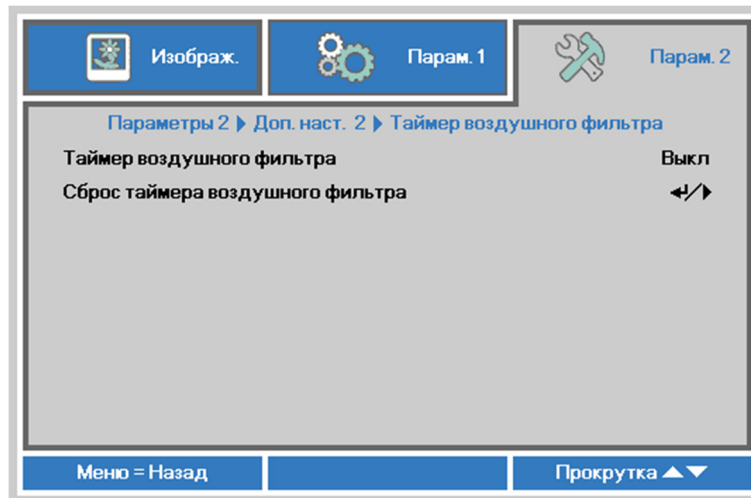 Изображ. Парам. 1 Парам. 2
Параметры 2 Доп. наст. 2 Таймер воздушного фильтра
Таймер воздушного фильтра Выкл
Сброс таймера воздушного фильтра
Меню = Назад Прокрутка